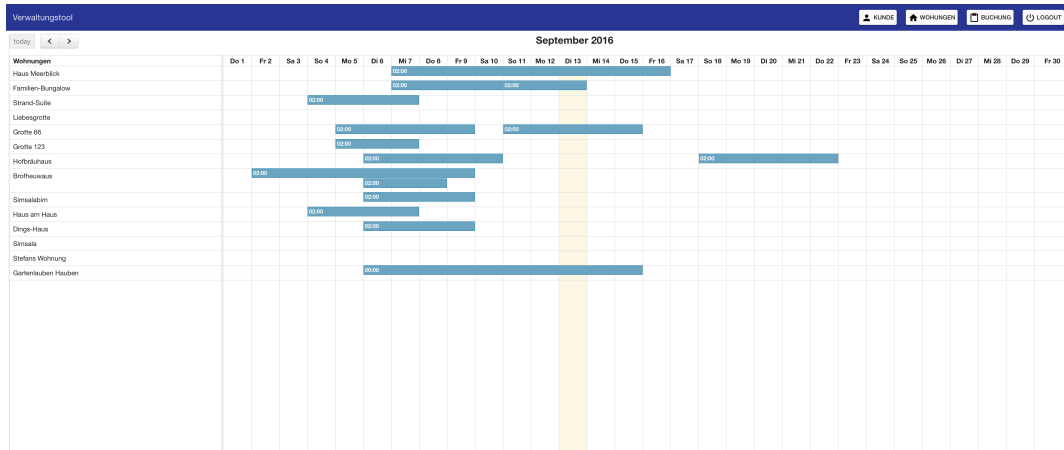 Verwaltungstool KUNDE WOHUNGEN BUCHUNG LOGOUT
today September 2016
Wohnungen Do 1 Fr 2 Sa 3 So 4 Mo 5 Di 6 Mi 7 Do 8 Fr 9 Sa 10 So 11 Mo 12 Di 13 Mi 14 Do 15 Fr 16 Sa 17 So 18 Mo 19 Di 20 Mi 21 Do 22 Fr 23 Sa 24 So 25 Mo 26 Di 27 Mi 28 Do 29 Fr 30
Haus Meerblick 02:00
Familien-Bungalow 02:00 02:00
Strand-Suite 02:00
Liebesgrotte
Grotte 66 02:00 02:00
Grotte 123 02:00
Hofbräuhaus 02:00 02:00
Brofheuwaus 02:00
02:00
Simsalabim 02:00
Haus am Haus 02:00
Dings-Haus 02:00
Simsala
Stefans Wohnung
Gartenlauben Hauben 00:00